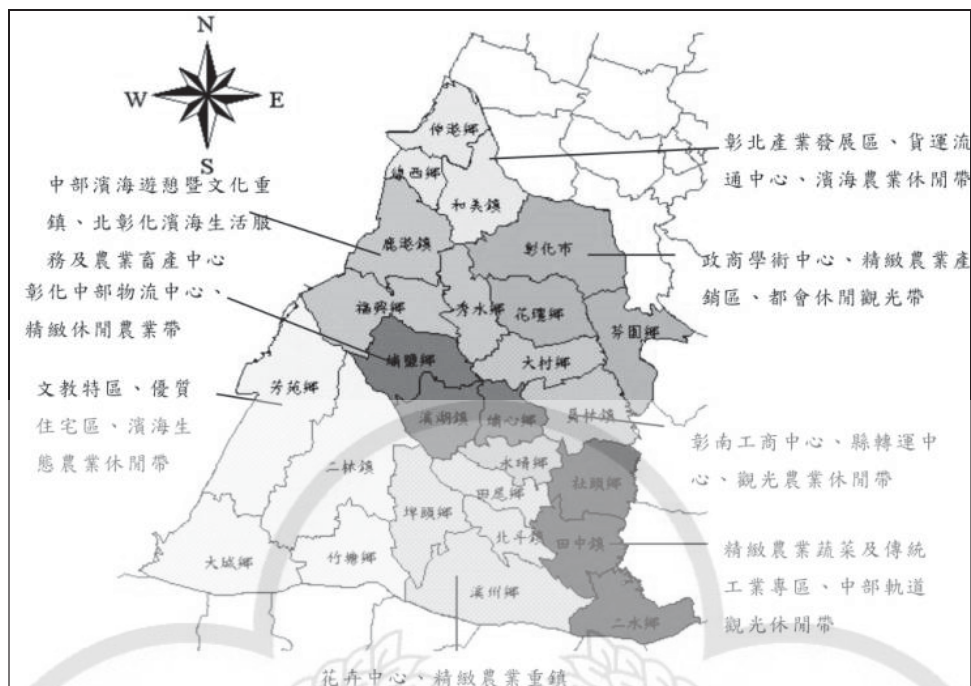 N
W
E
S
伸港鄉
線西鄉
和美鎮
鹿港鎮
彰化市
福興鄉
秀水鄉
花壇鄉
芬園鄉
埔鹽鄉
大村鄉
芳苑鄉
溪湖鎮
埔心鄉
員林鎮
二林鎮
永靖鄉
社頭鄉
田尾鄉
埤頭鄉
北斗鎮
田中鎮
大城鄉
竹塘鄉
溪州鄉
二水鄉
彰北產業發展區、貨運流
通中心、濱海農業休閒帶
中部濱海遊憩暨文化重
鎮、北彰化濱海生活服
務及農業畜產中心
政商學術中心、精緻農業產
銷區、都會休閒觀光帶
彰化中部物流中心、
精緻休閒農業帶
文教特區、優質
住宅區、濱海生
態農業休閒帶
彰南工商中心、縣轉運中
心、觀光農業休閒帶
精緻農業蔬菜及傳統
工業專區、中部軌道
觀光休閒帶
花卉中心、精緻農業重鎮